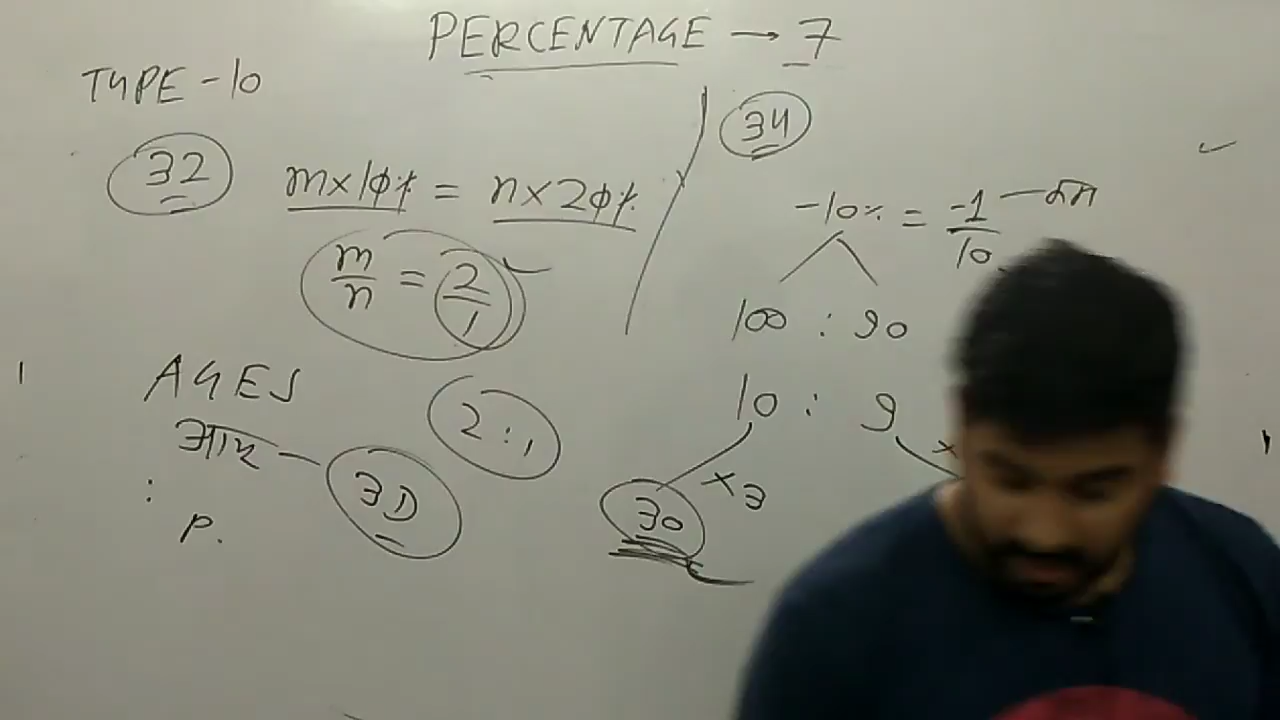 PERCENTAGE → 7
TYPE - 10
32 m×10% = n×20%
m/n = 2/1
AGES
2 : 1
आयु - 3D
:
P.
34
-10% = -1/10 — कम
100 : 90
10 : 9
×3 ×
30